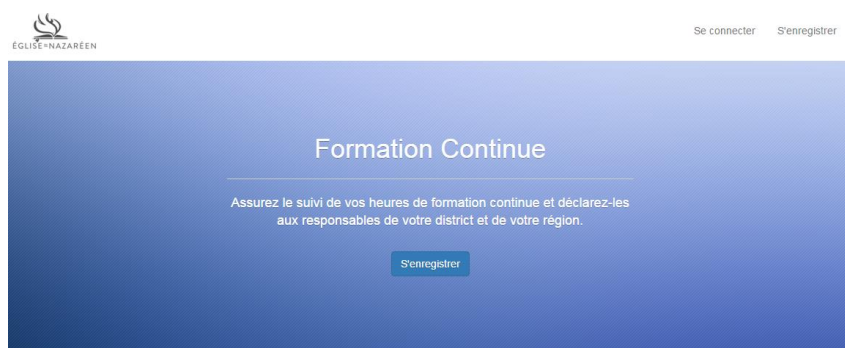 ÉGLISE DU NAZARÉEN
Se connecter
S'enregistrer
Formation Continue
Assurez le suivi de vos heures de formation continue et déclarez-les
aux responsables de votre district et de votre région.
S'enregistrer